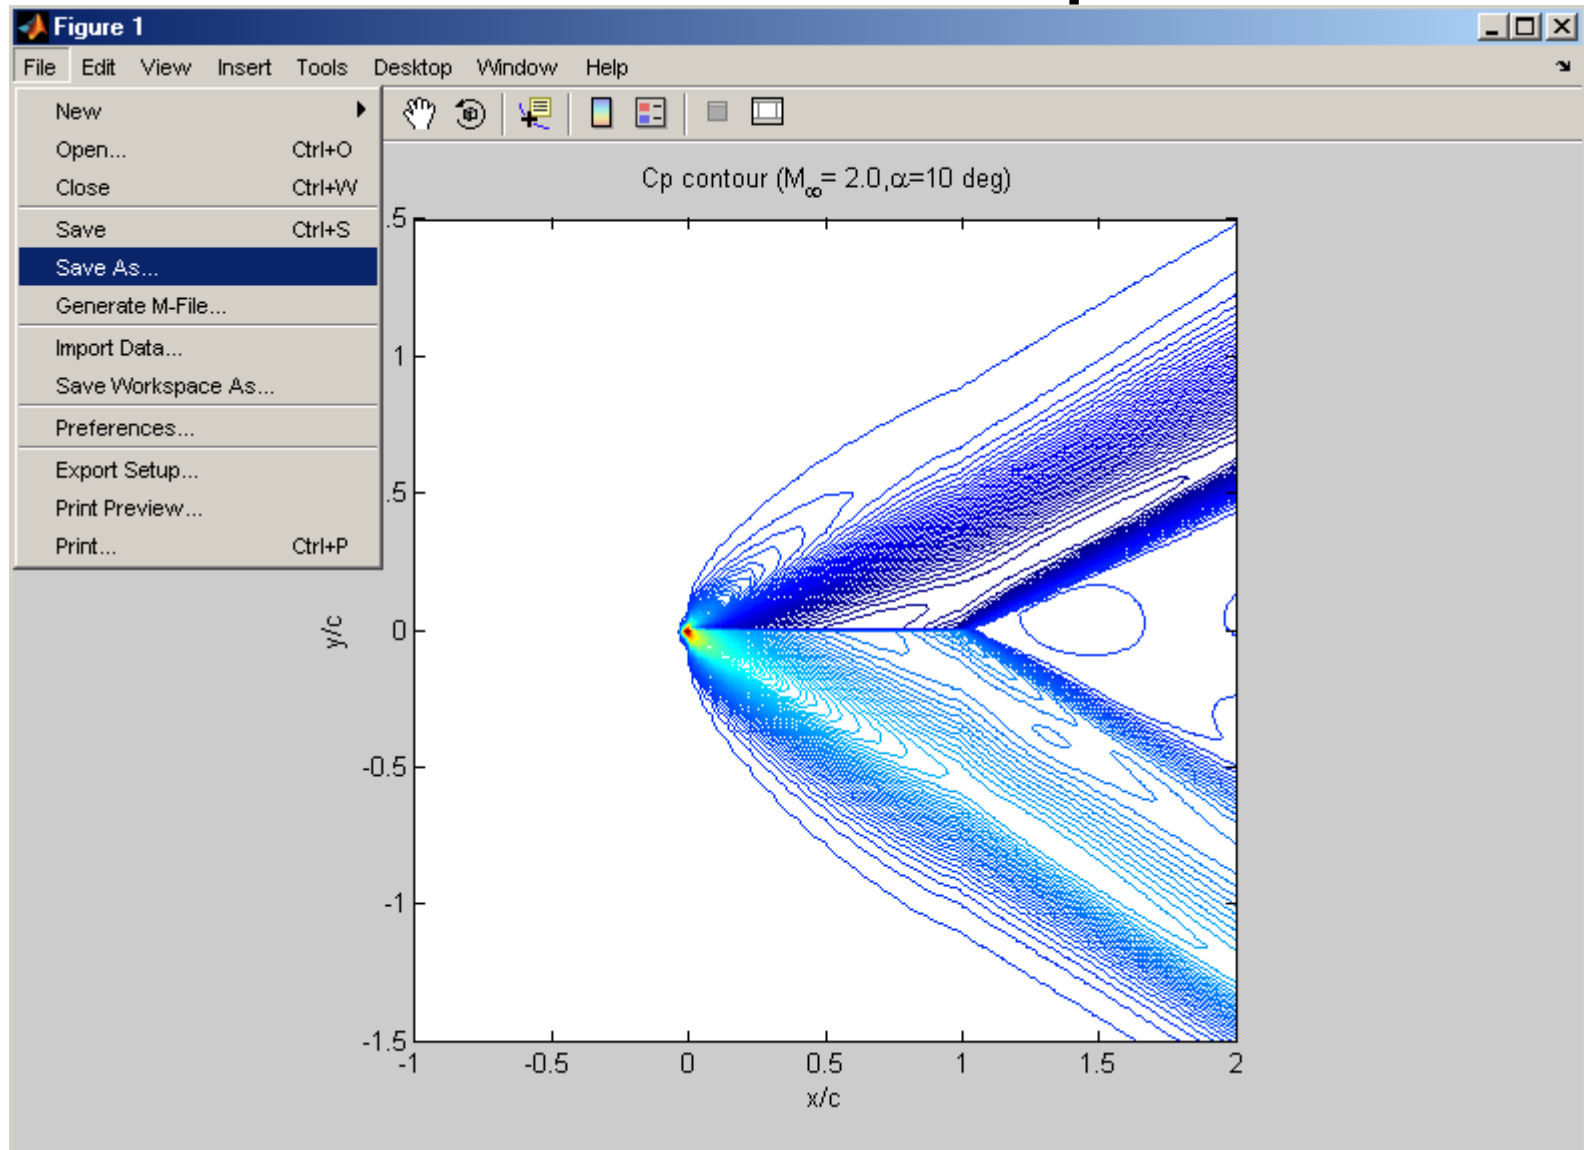 Figure 1
File Edit View Insert Tools Desktop Window Help
New
Open... Ctrl+O
Close Ctrl+W
Save Ctrl+S
Save As...
Generate M-File...
Import Data...
Save Workspace As...
Preferences...
Export Setup...
Print Preview...
Print... Ctrl+P
Cp contour (M∞= 2.0,α=10 deg)
.5
1
.5
0
-0.5
-1
-1.5
y/c
-1 -0.5 0 0.5 1 1.5 2
x/c